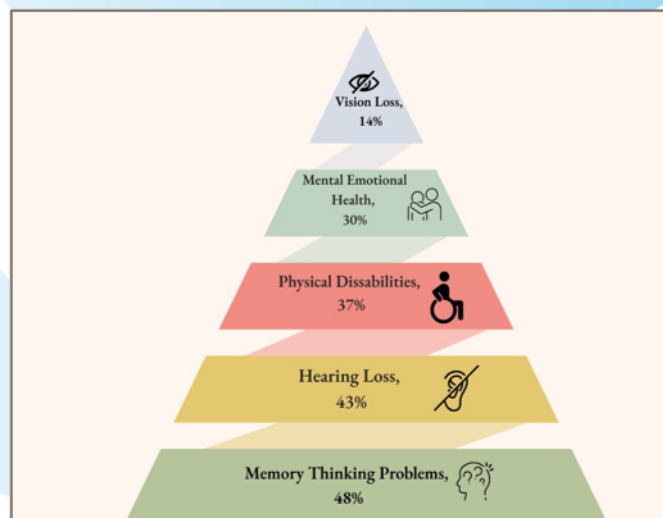 Vision Loss,
14%
Mental Emotional
Health,
30%
Physical Dissabilities,
37%
Hearing Loss,
43%
Memory Thinking Problems,
48%